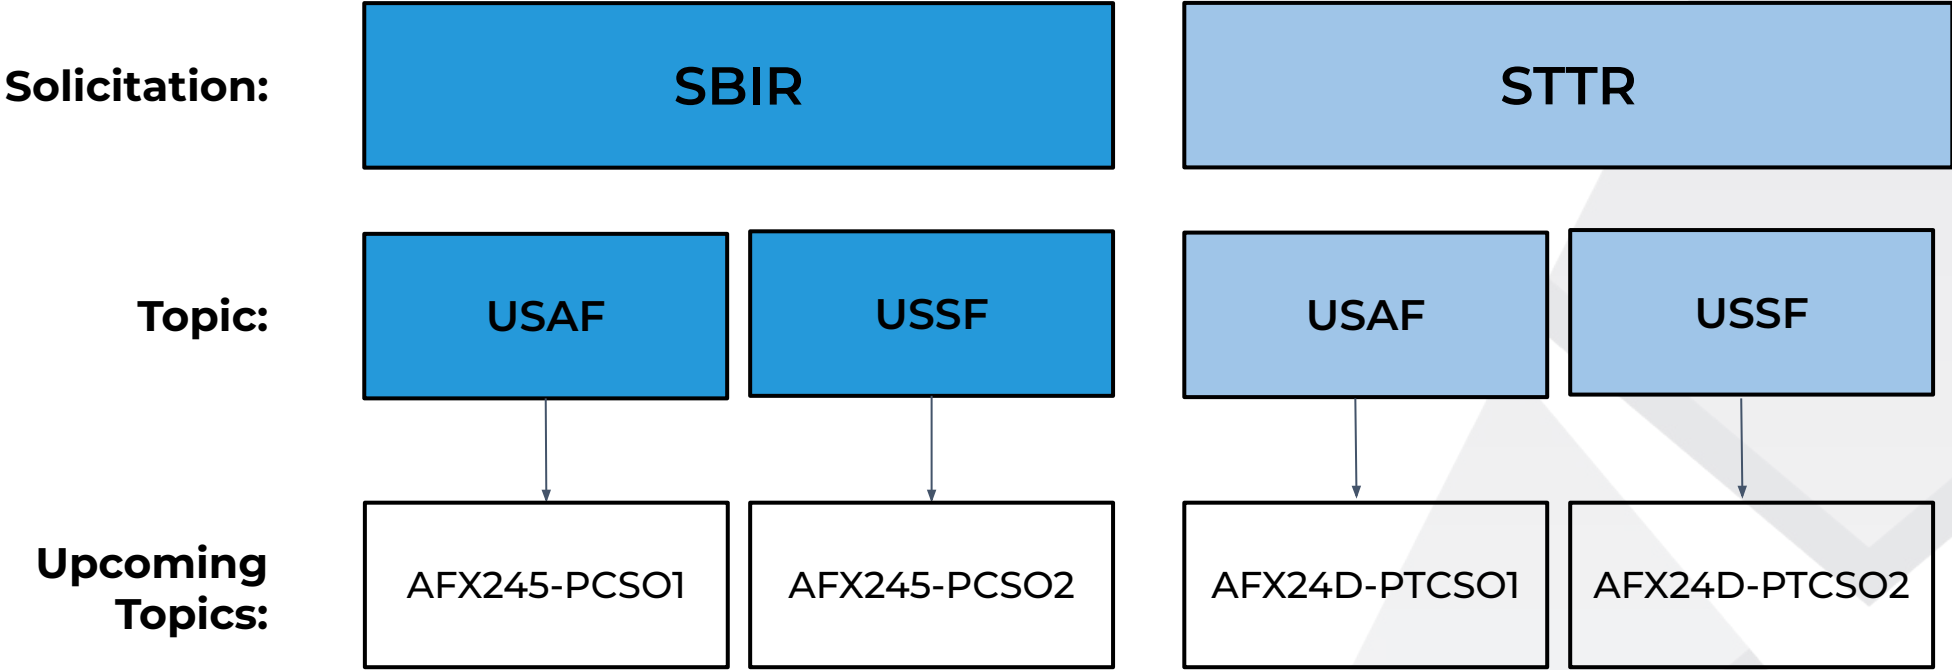 Solicitation:
SBIR
STTR
Topic:
USAF
USSF
USAF
USSF
Upcoming
Topics:
AFX245-PCSO1
AFX245-PCSO2
AFX24D-PTCSO1
AFX24D-PTCSO2